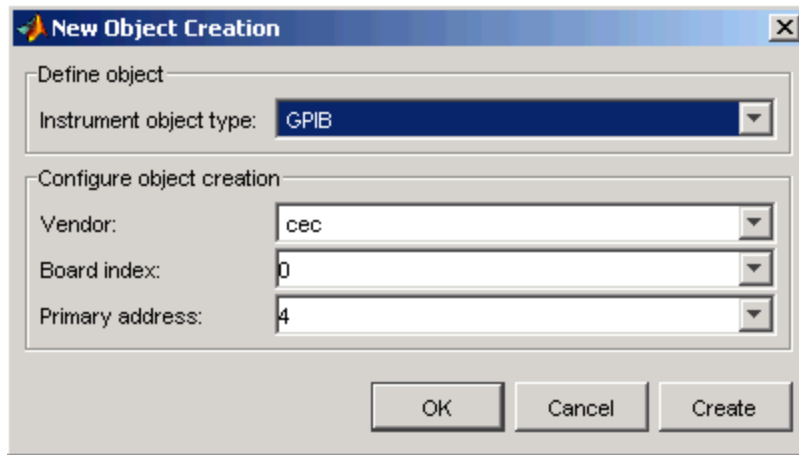 New Object Creation
Define object
Instrument object type: GPIB
Configure object creation
Vendor: cec
Board index: 0
Primary address: 4
OK Cancel Create